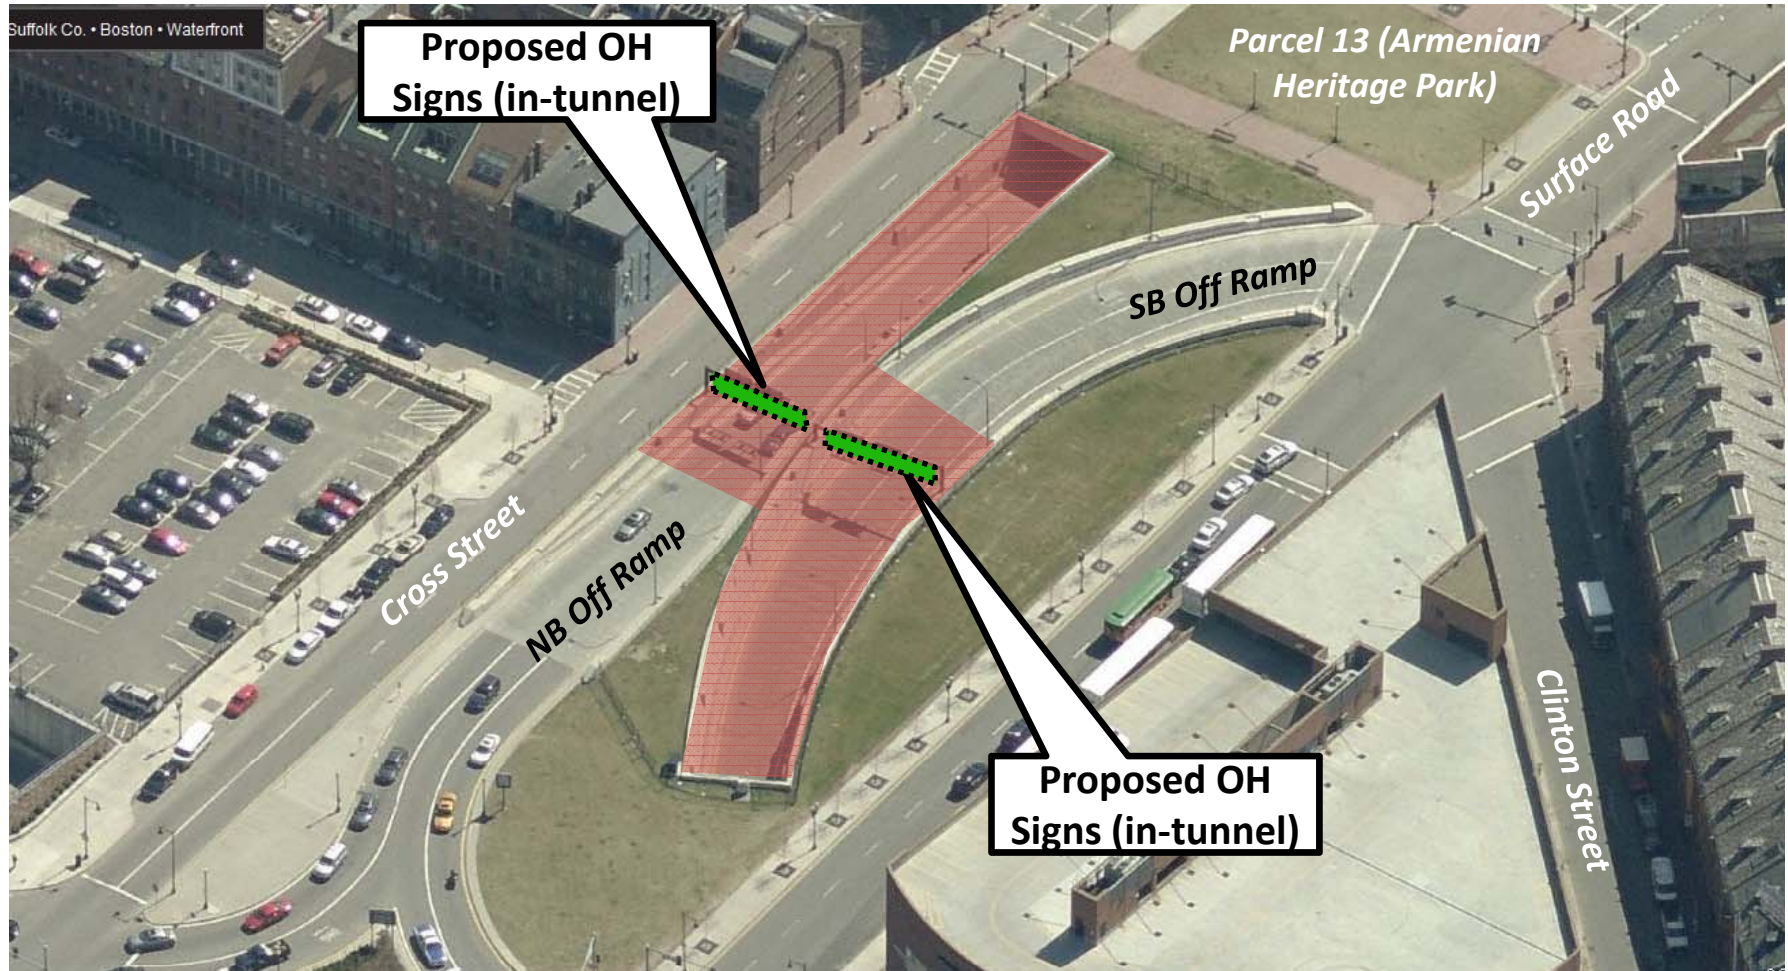 Suffolk Co. • Boston • Waterfront
Proposed OH
Signs (in-tunnel)
Parcel 13 (Armenian
Heritage Park)
Surface Road
SB Off Ramp
Cross Street
NB Off Ramp
Proposed OH
Signs (in-tunnel)
Clinton Street